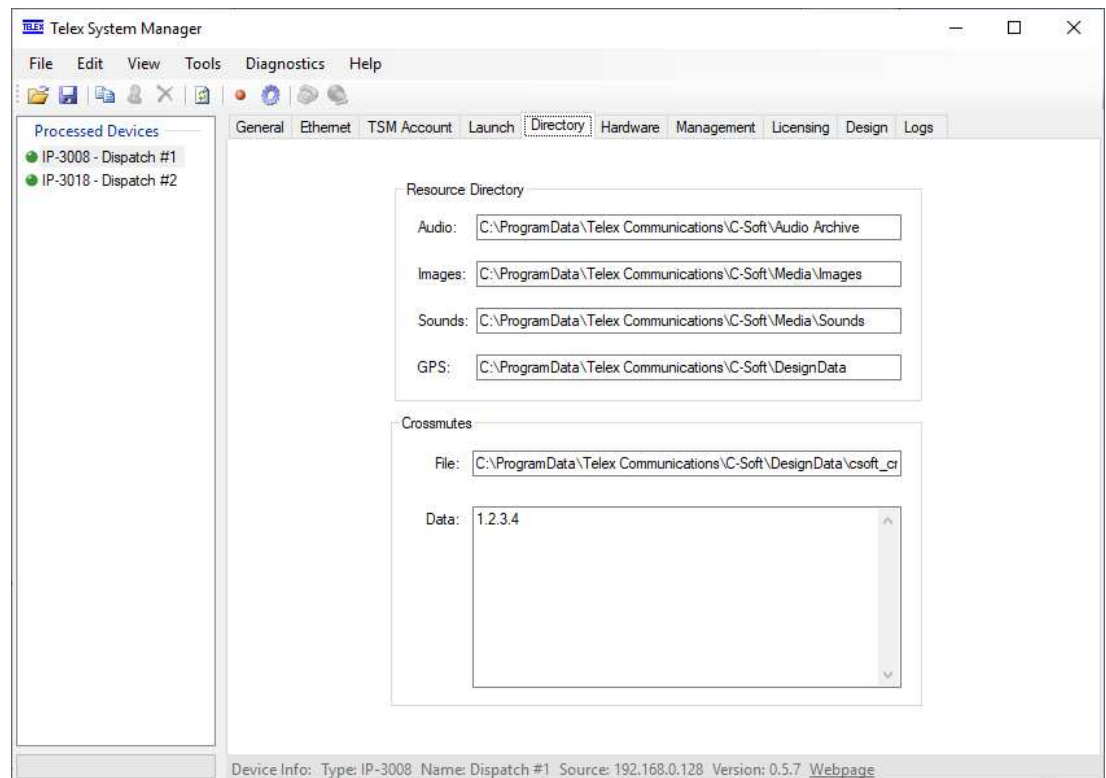 TELEX Telex System Manager
File Edit View Tools Diagnostics Help
Processed Devices
IP-3008 - Dispatch #1
IP-3018 - Dispatch #2
General Ethernet TSM Account Launch Directory Hardware Management Licensing Design Logs
Resource Directory
Audio: C:\ProgramData\Telex Communications\C-Soft\Audio Archive
Images: C:\ProgramData\Telex Communications\C-Soft\Media\Images
Sounds: C:\ProgramData\Telex Communications\C-Soft\Media\Sounds
GPS: C:\ProgramData\Telex Communications\C-Soft\DesignData
Crossmutes
File: C:\ProgramData\Telex Communications\C-Soft\DesignData\csoft_cr
Data: 1.2.3.4
Device Info: Type: IP-3008 Name: Dispatch #1 Source: 192.168.0.128 Version: 0.5.7 Webpage